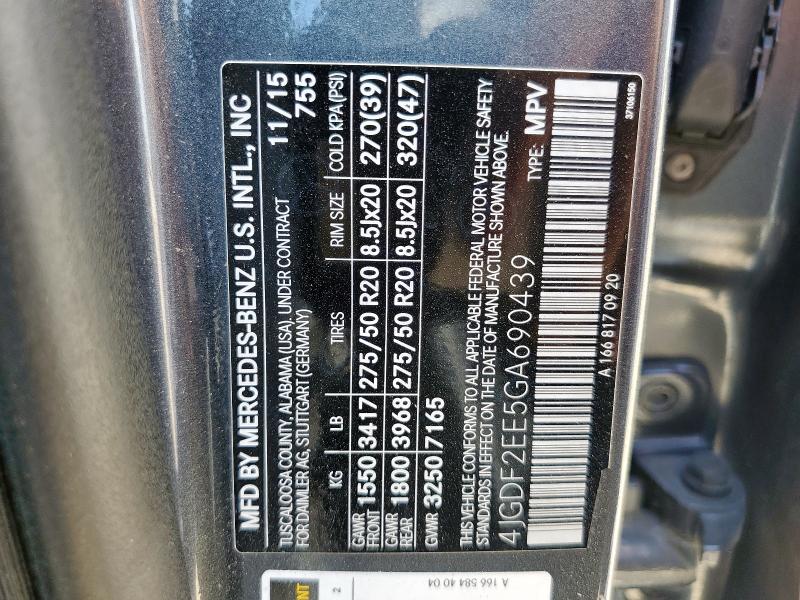 MFD BY MERCEDES-BENZ U.S. INTL., INC
TUSCALOOSA COUNTY, ALABAMA (USA), UNDER CONTRACT 11/15
FOR DAIMLER AG, STUTTGART (GERMANY) 755
KG LB TIRES RIM SIZE COLD KPA (PSI)
GAWR
FRONT 1550 3417 275/50 R20 8.5Jx20 270(39)
GAWR
REAR 1800 3968 275/50 R20 8.5Jx20 320(47)
GVWR 3250 7165
THIS VEHICLE CONFORMS TO ALL APPLICABLE FEDERAL MOTOR VEHICLE SAFETY
STANDARDS IN EFFECT ON THE DATE OF MANUFACTURE SHOWN ABOVE.
4JGDF2EE5GA690439 TYPE: MPV
A 166 817 09 20 37106150
2
A 166 584 40 04